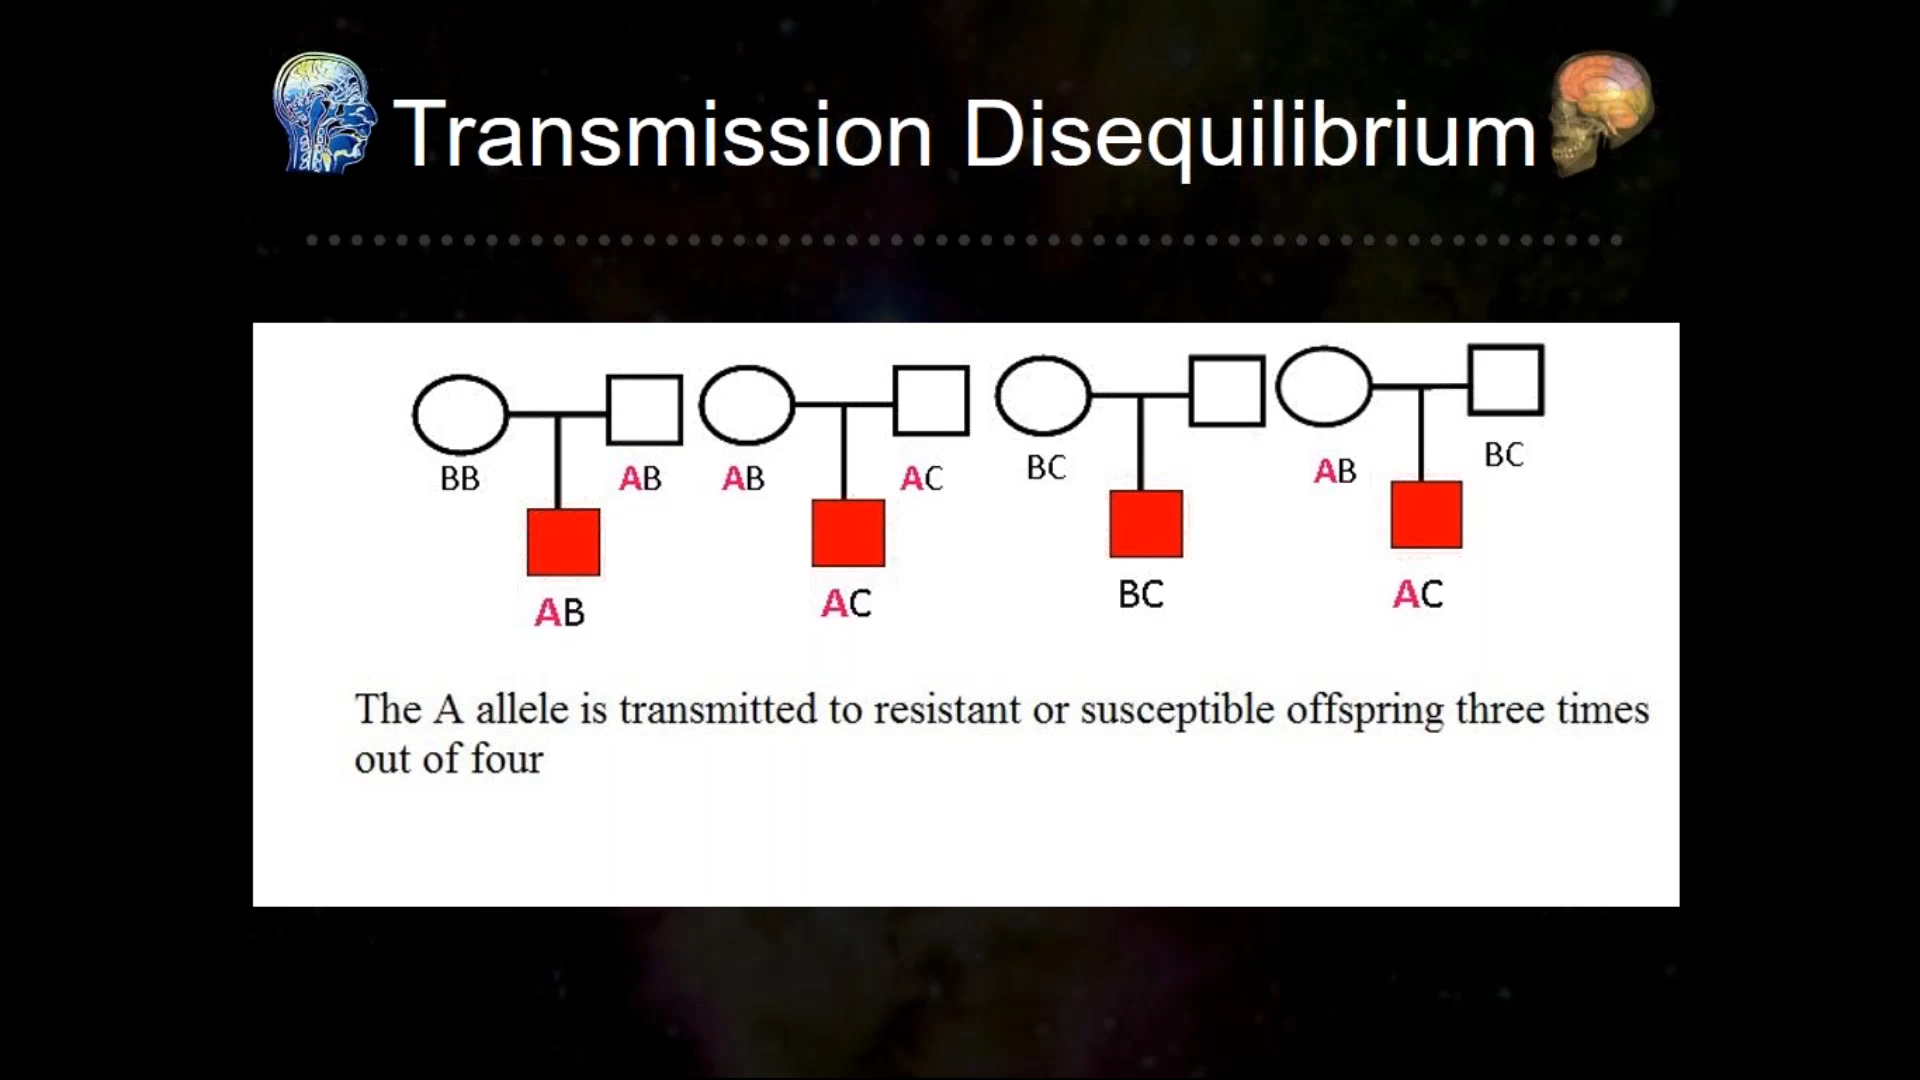 Transmission Disequilibrium
BB AB AB AC BC AB BC
AB AC BC AC
The A allele is transmitted to resistant or susceptible offspring three times
out of four